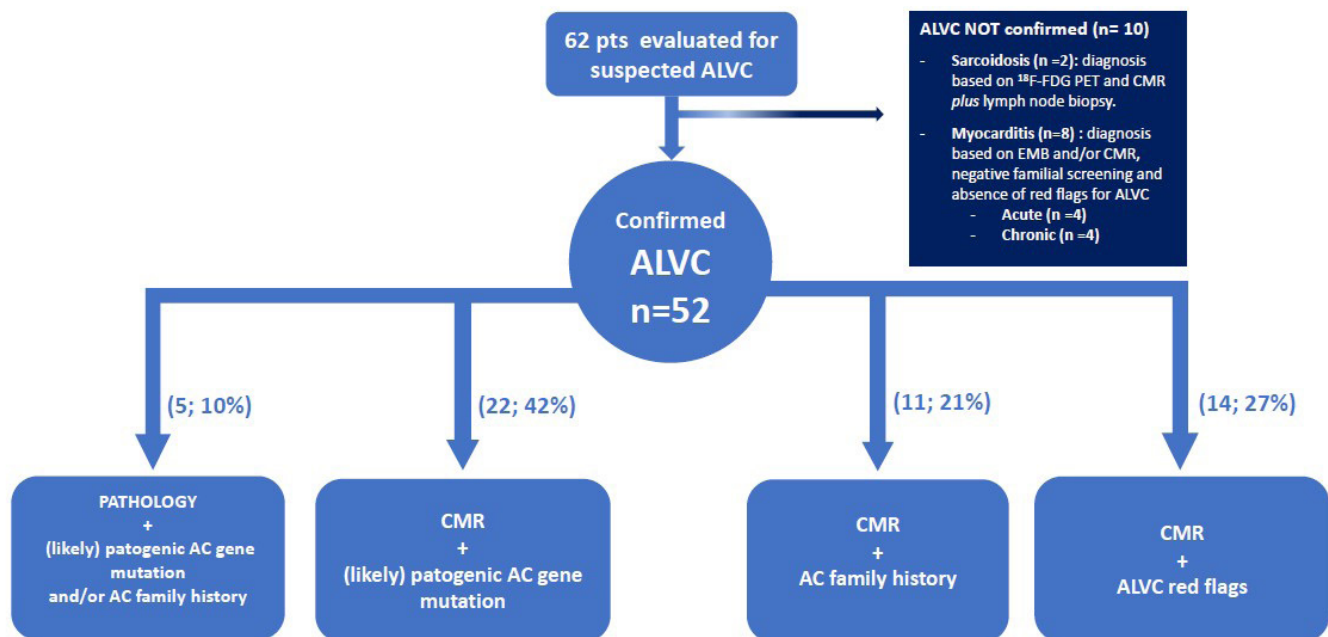 62 pts evaluated for
suspected ALVC
ALVC NOT confirmed (n= 10)
- Sarcoidosis (n =2): diagnosis
based on ¹⁸F-FDG PET and CMR
plus lymph node biopsy.
- Myocarditis (n=8) : diagnosis
based on EMB and/or CMR,
negative familial screening and
absence of red flags for ALVC
- Acute (n =4)
- Chronic (n =4)
Confirmed
ALVC
n=52
(5; 10%)
(22; 42%)
(11; 21%)
(14; 27%)
PATHOLOGY
+
(likely) patogenic AC gene
mutation
and/or AC family history
CMR
+
(likely) patogenic AC gene
mutation
CMR
+
AC family history
CMR
+
ALVC red flags